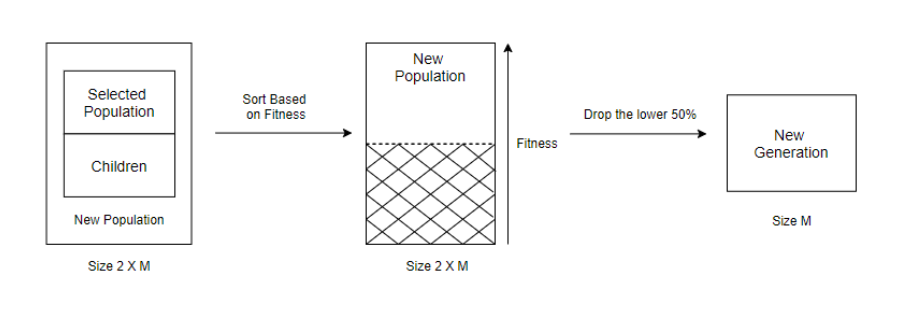 Selected
Population
Children
New Population
Size 2 X M
Sort Based
on Fitness
New
Population
Size 2 X M
Fitness
Drop the lower 50%
New
Generation
Size M